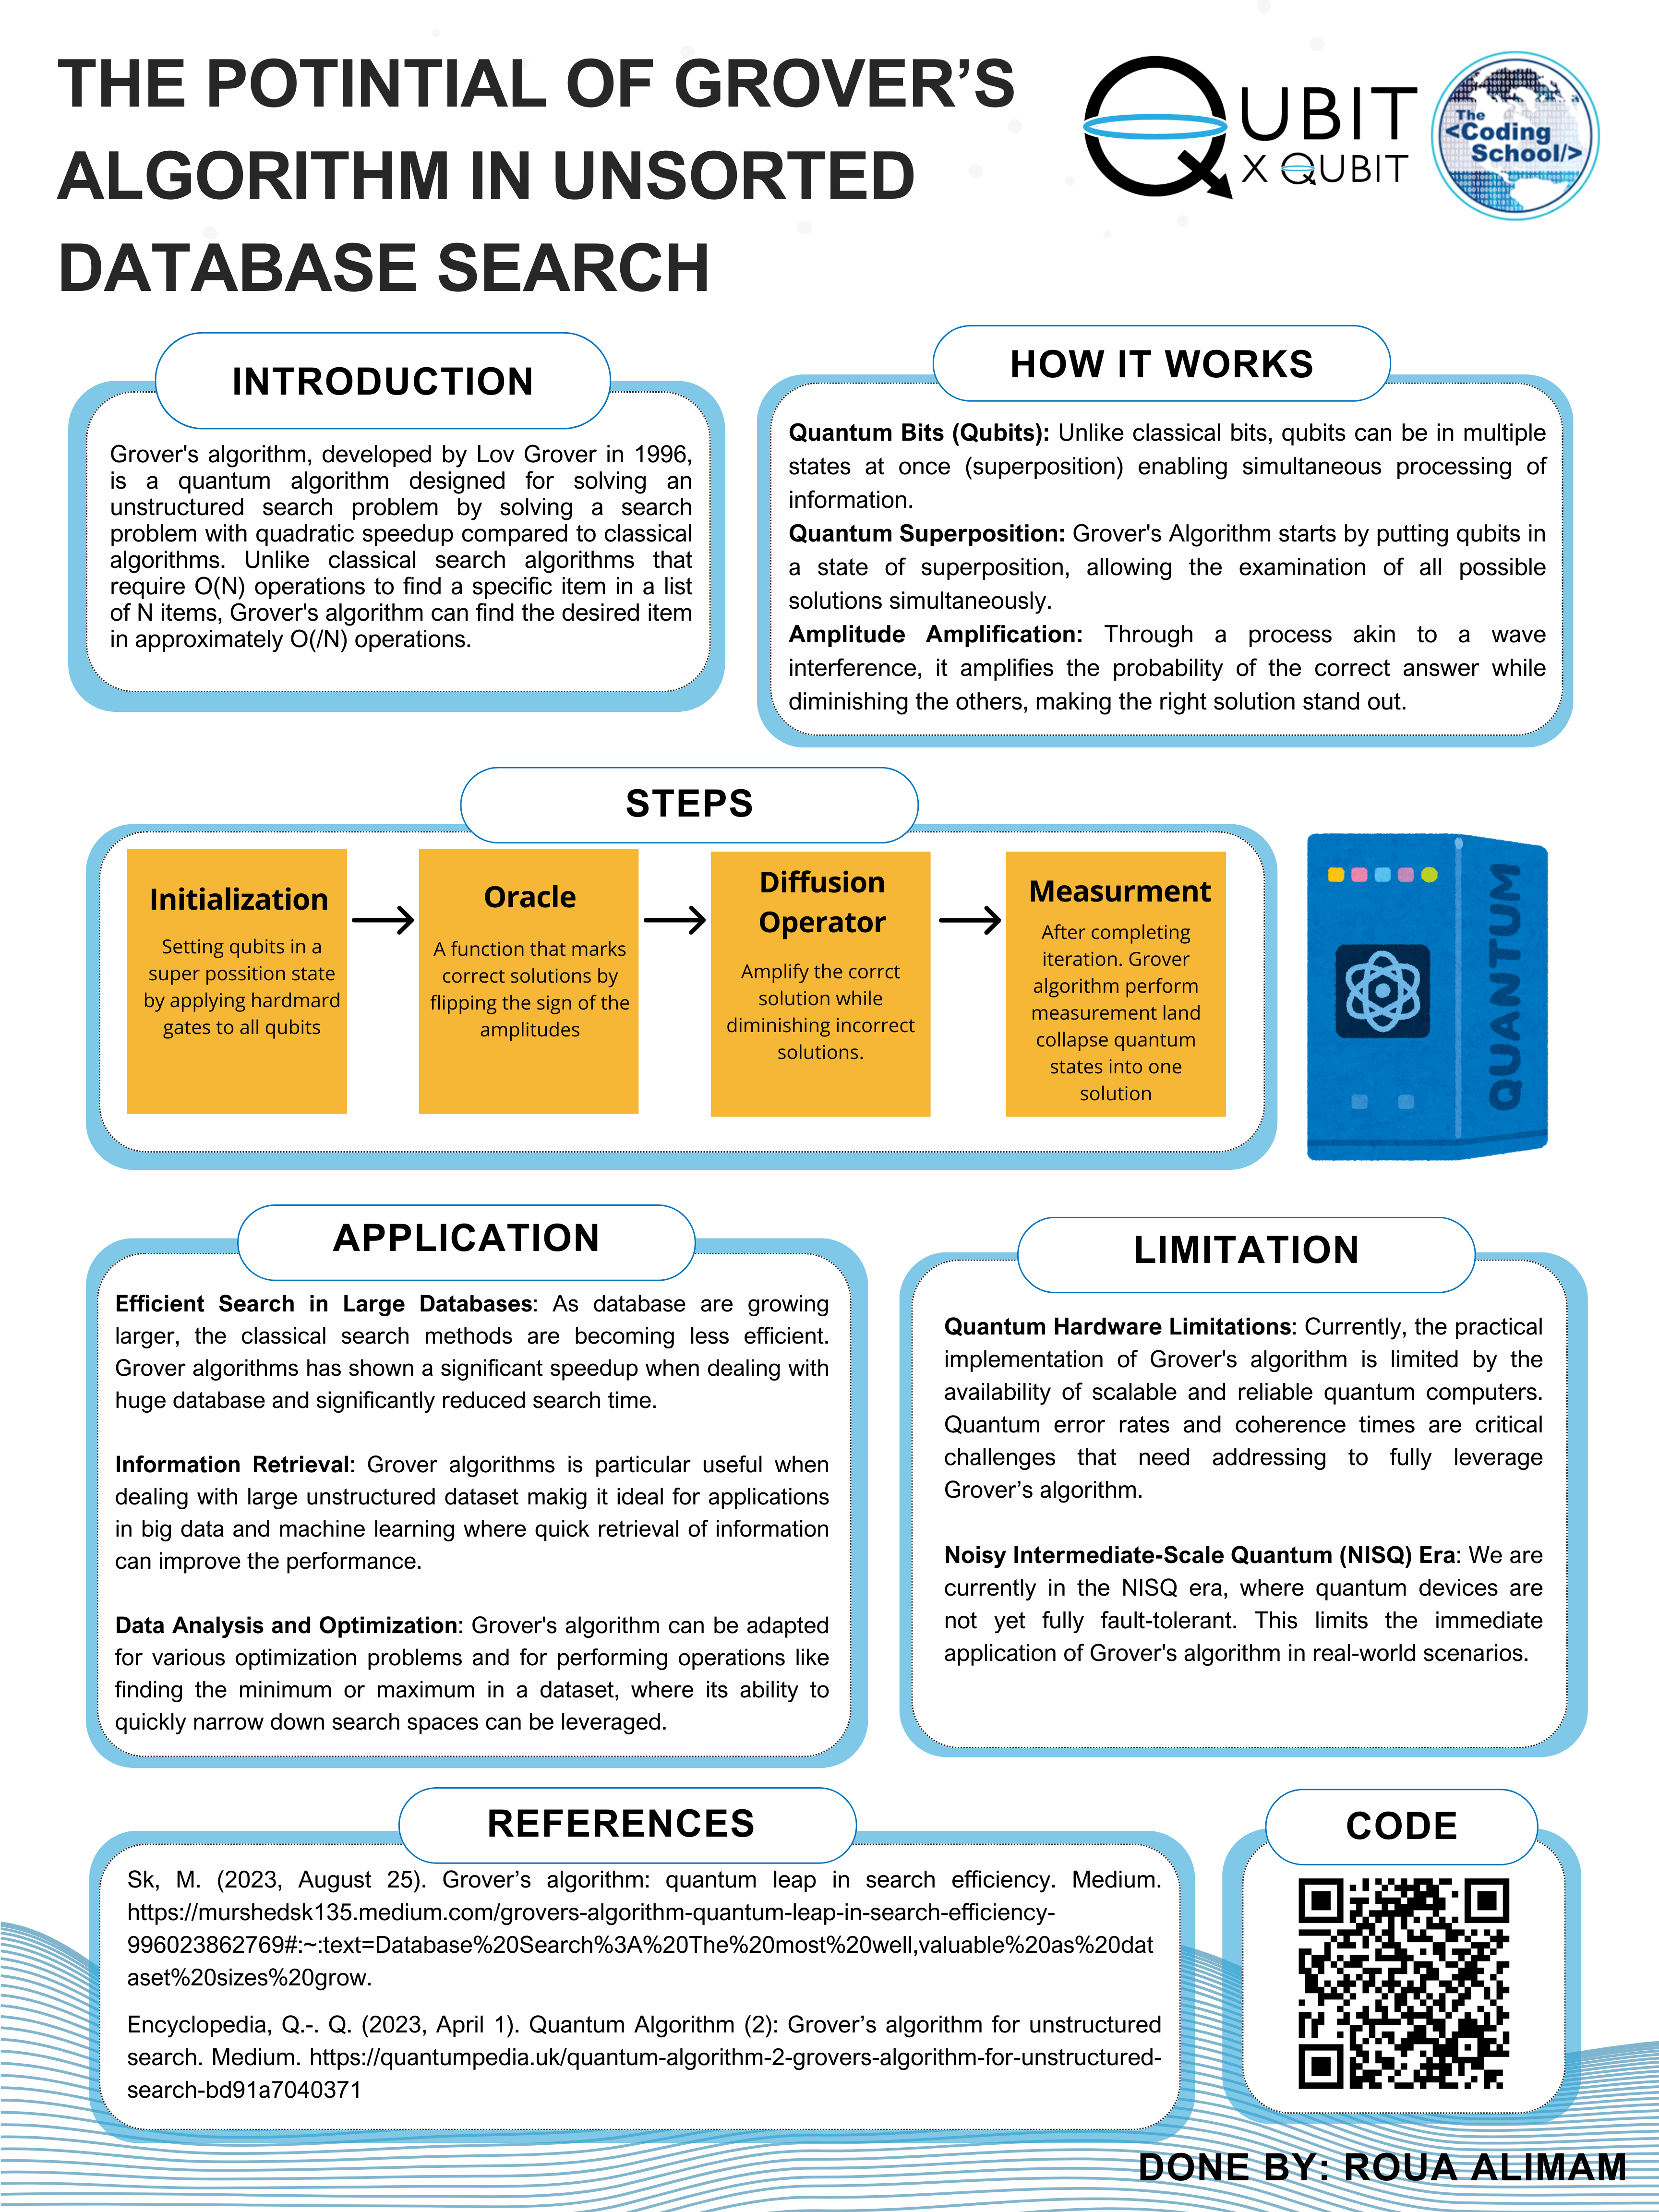 THE POTINTIAL OF GROVER’S
ALGORITHM IN UNSORTED
DATABASE SEARCH
QUBIT
X QUBIT
The
<Coding
School/>
INTRODUCTION
Grover's algorithm, developed by Lov Grover in 1996,
is a quantum algorithm designed for solving an
unstructured search problem by solving a search
problem with quadratic speedup compared to classical
algorithms. Unlike classical search algorithms that
require O(N) operations to find a specific item in a list
of N items, Grover's algorithm can find the desired item
in approximately O(/N) operations.
HOW IT WORKS
Quantum Bits (Qubits): Unlike classical bits, qubits can be in multiple
states at once (superposition) enabling simultaneous processing of
information.
Quantum Superposition: Grover's Algorithm starts by putting qubits in
a state of superposition, allowing the examination of all possible
solutions simultaneously.
Amplitude Amplification: Through a process akin to a wave
interference, it amplifies the probability of the correct answer while
diminishing the others, making the right solution stand out.
STEPS
Initialization
Setting qubits in a
super possition state
by applying hardmard
gates to all qubits
Oracle
A function that marks
correct solutions by
flipping the sign of the
amplitudes
Diffusion
Operator
Amplify the corrct
solution while
diminishing incorrect
solutions.
Measurment
After completing
iteration. Grover
algorithm perform
measurement land
collapse quantum
states into one
solution
QUANTUM
APPLICATION
Efficient Search in Large Databases: As database are growing
larger, the classical search methods are becoming less efficient.
Grover algorithms has shown a significant speedup when dealing with
huge database and significantly reduced search time.
Information Retrieval: Grover algorithms is particular useful when
dealing with large unstructured dataset makig it ideal for applications
in big data and machine learning where quick retrieval of information
can improve the performance.
Data Analysis and Optimization: Grover's algorithm can be adapted
for various optimization problems and for performing operations like
finding the minimum or maximum in a dataset, where its ability to
quickly narrow down search spaces can be leveraged.
LIMITATION
Quantum Hardware Limitations: Currently, the practical
implementation of Grover's algorithm is limited by the
availability of scalable and reliable quantum computers.
Quantum error rates and coherence times are critical
challenges that need addressing to fully leverage
Grover’s algorithm.
Noisy Intermediate-Scale Quantum (NISQ) Era: We are
currently in the NISQ era, where quantum devices are
not yet fully fault-tolerant. This limits the immediate
application of Grover's algorithm in real-world scenarios.
REFERENCES
Sk, M. (2023, August 25). Grover’s algorithm: quantum leap in search efficiency. Medium.
https://murshedsk135.medium.com/grovers-algorithm-quantum-leap-in-search-efficiency-
996023862769#:~:text=Database%20Search%3A%20The%20most%20well,valuable%20as%20dat
aset%20sizes%20grow.
Encyclopedia, Q.-. Q. (2023, April 1). Quantum Algorithm (2): Grover’s algorithm for unstructured
search. Medium. https://quantumpedia.uk/quantum-algorithm-2-grovers-algorithm-for-unstructured-
search-bd91a7040371
CODE
DONE BY: ROUA ALIMAM